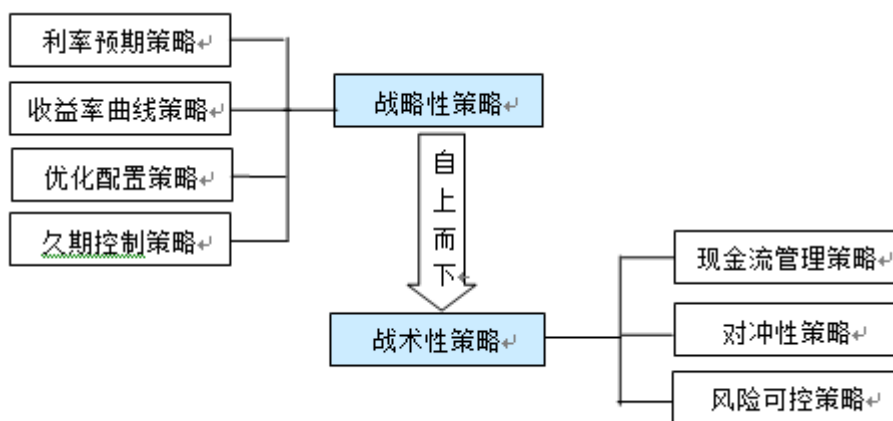 利率预期策略
收益率曲线策略
优化配置策略
久期控制策略
战略性策略
自上而下
战术性策略
现金流管理策略
对冲性策略
风险可控策略